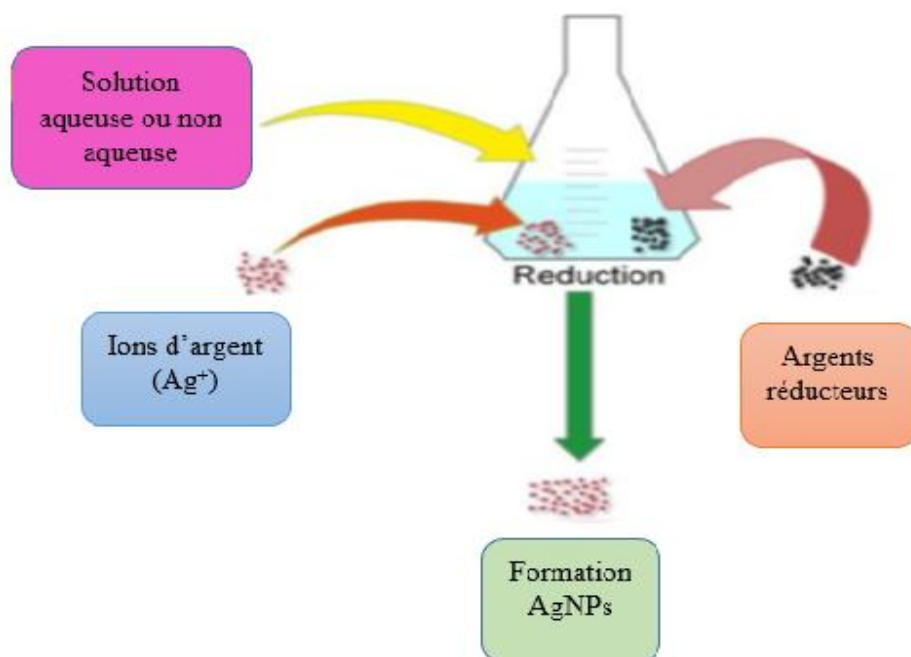 Solution
aqueuse ou non
aqueuse
Reduction
Ions d’argent
(Ag⁺)
Argents
réducteurs
Formation
AgNPs